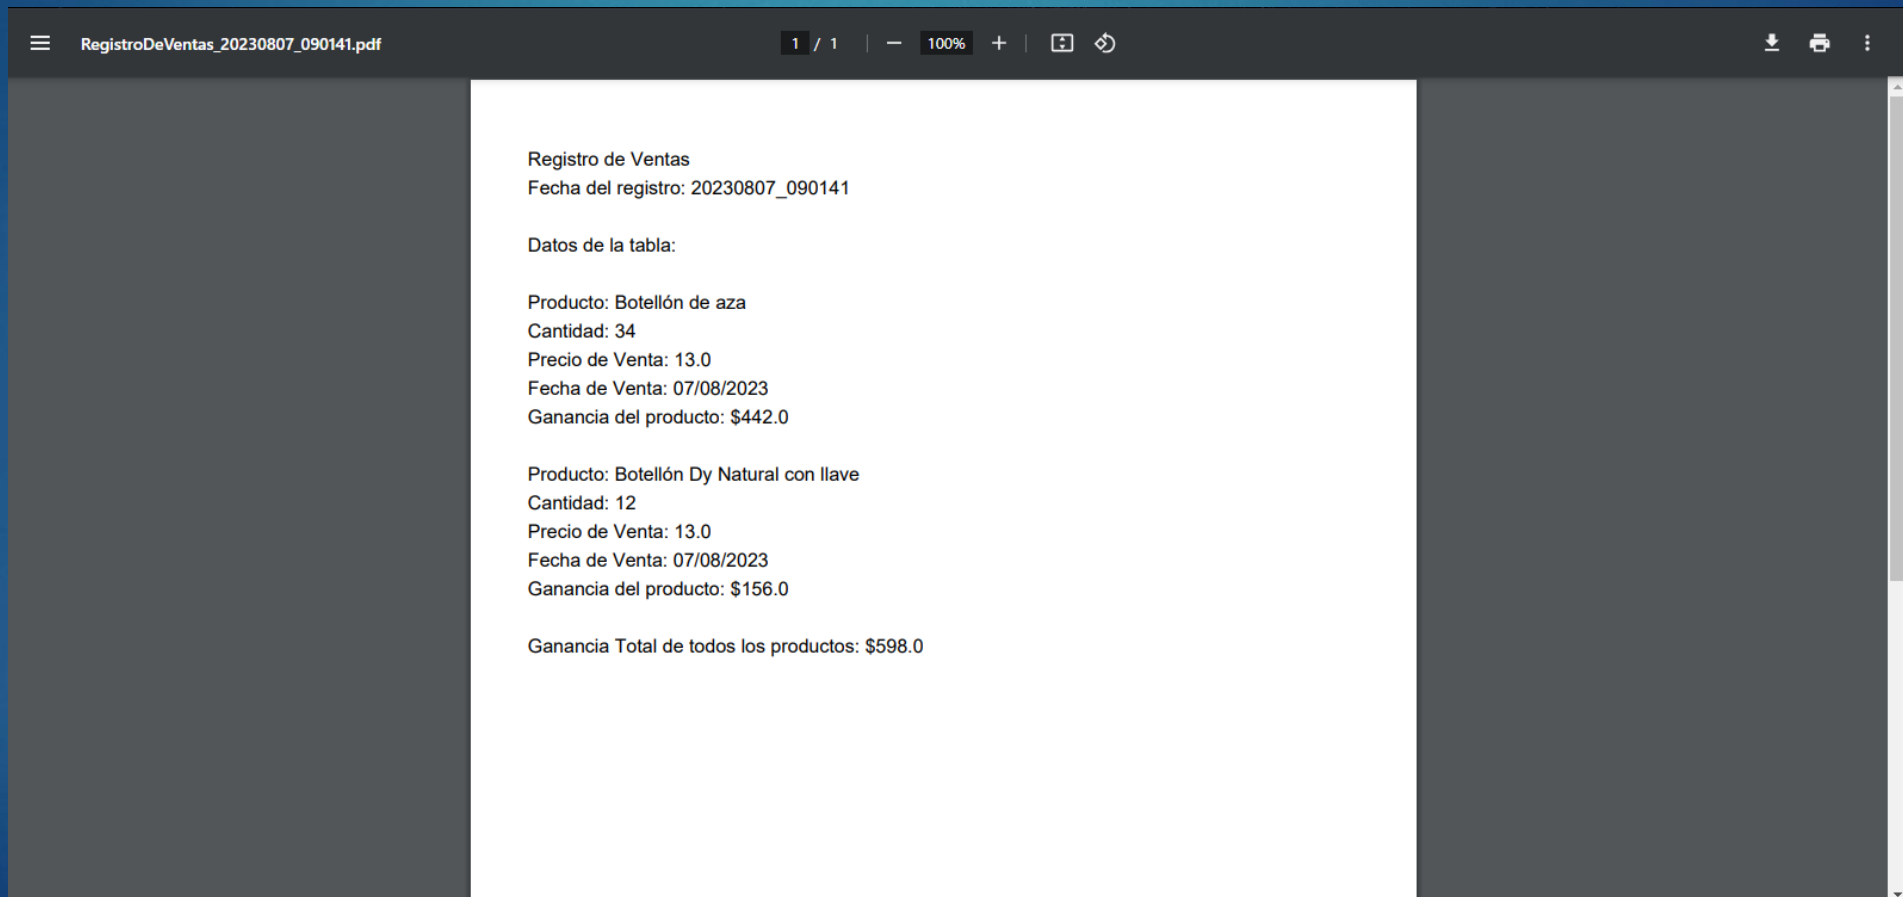 RegistroDeVentas_20230807_090141.pdf
1 / 1
100%
Registro de Ventas
Fecha del registro: 20230807_090141
Datos de la tabla:
Producto: Botellón de aza
Cantidad: 34
Precio de Venta: 13.0
Fecha de Venta: 07/08/2023
Ganancia del producto: $442.0
Producto: Botellón Dy Natural con llave
Cantidad: 12
Precio de Venta: 13.0
Fecha de Venta: 07/08/2023
Ganancia del producto: $156.0
Ganancia Total de todos los productos: $598.0